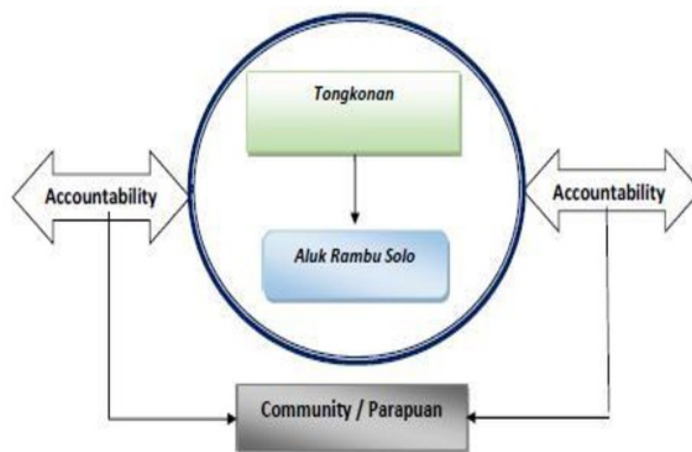 Tongkonan
Accountability
Accountability
Aluk Rambu Solo
Community / Parapuan